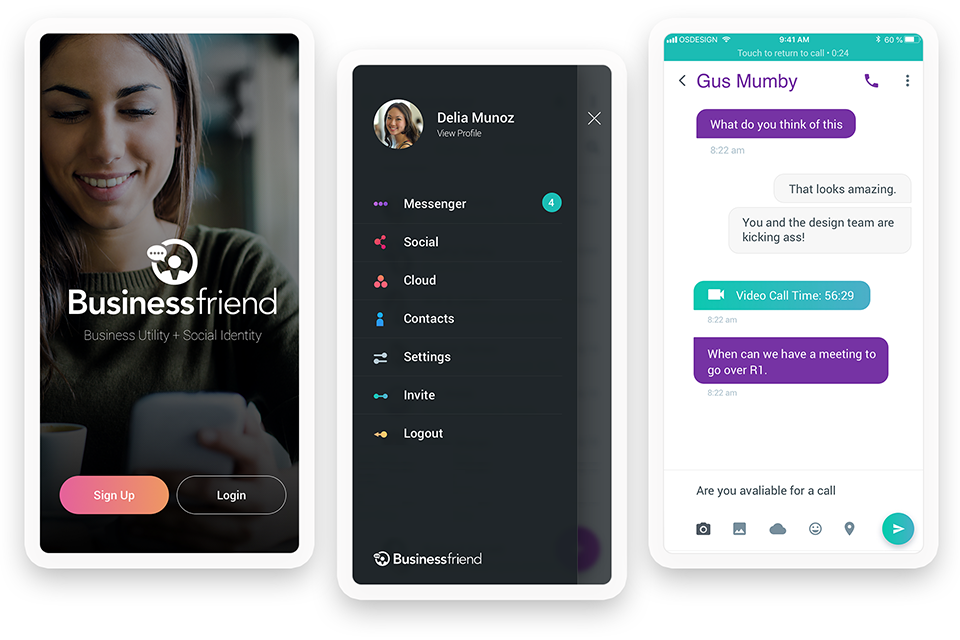 Businessfriend
Business Utility + Social Identity
Sign Up
Login
Delia Munoz
View Profile
Messenger
4
Social
Cloud
Contacts
Settings
Invite
Logout
Businessfriend
OSDESIGN
9:41 AM
60 %
Touch to return to call • 0:24
Gus Mumby
What do you think of this
8:22 am
That looks amazing.
You and the design team are
kicking ass!
Video Call Time: 56:29
8:22 am
When can we have a meeting to
go over R1.
8:22 am
Are you avaliable for a call